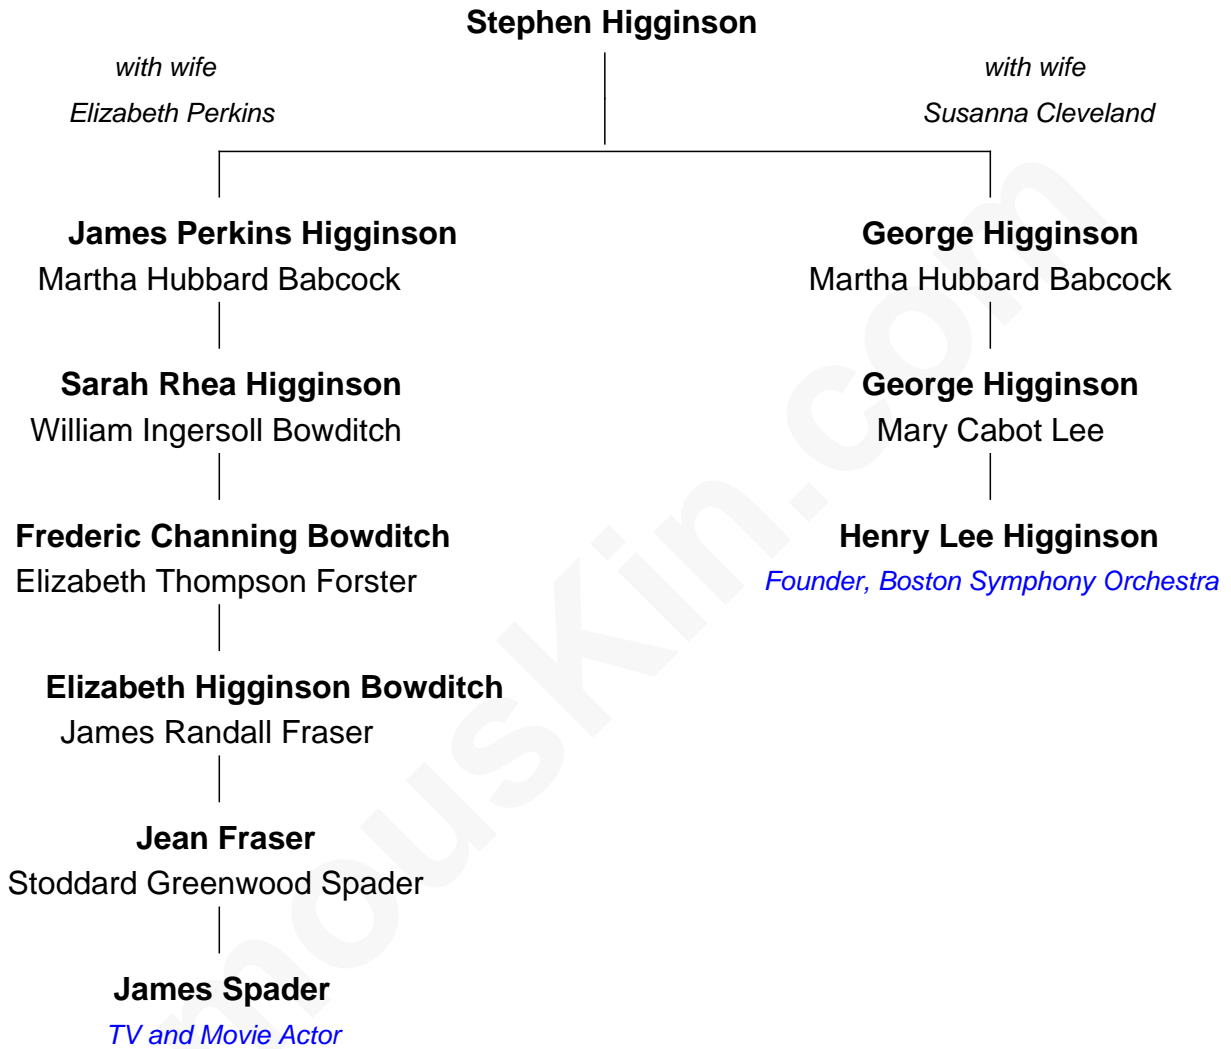 Stephen Higginson
with wife
Elizabeth Perkins
with wife
Susanna Cleveland
James Perkins Higginson
Martha Hubbard Babcock
George Higginson
Martha Hubbard Babcock
Sarah Rhea Higginson
William Ingersoll Bowditch
George Higginson
Mary Cabot Lee
Frederic Channing Bowditch
Elizabeth Thompson Forster
Henry Lee Higginson
Founder, Boston Symphony Orchestra
Elizabeth Higginson Bowditch
James Randall Fraser
Jean Fraser
Stoddard Greenwood Spader
James Spader
TV and Movie Actor
mousKin.com